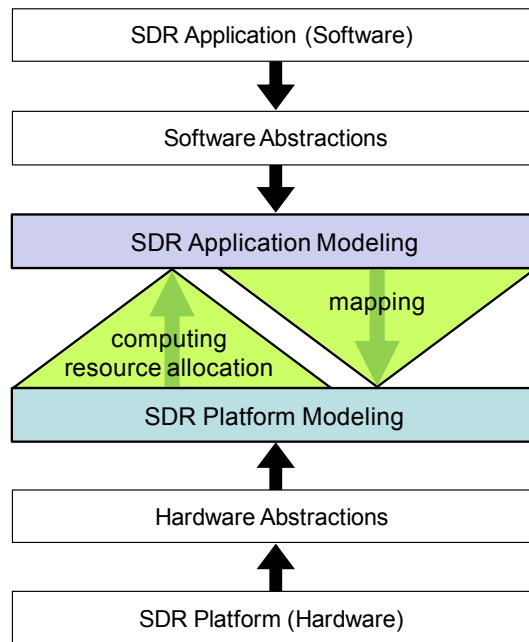 SDR Application (Software)
Software Abstractions
SDR Application Modeling
mapping
computing
resource allocation
SDR Platform Modeling
Hardware Abstractions
SDR Platform (Hardware)